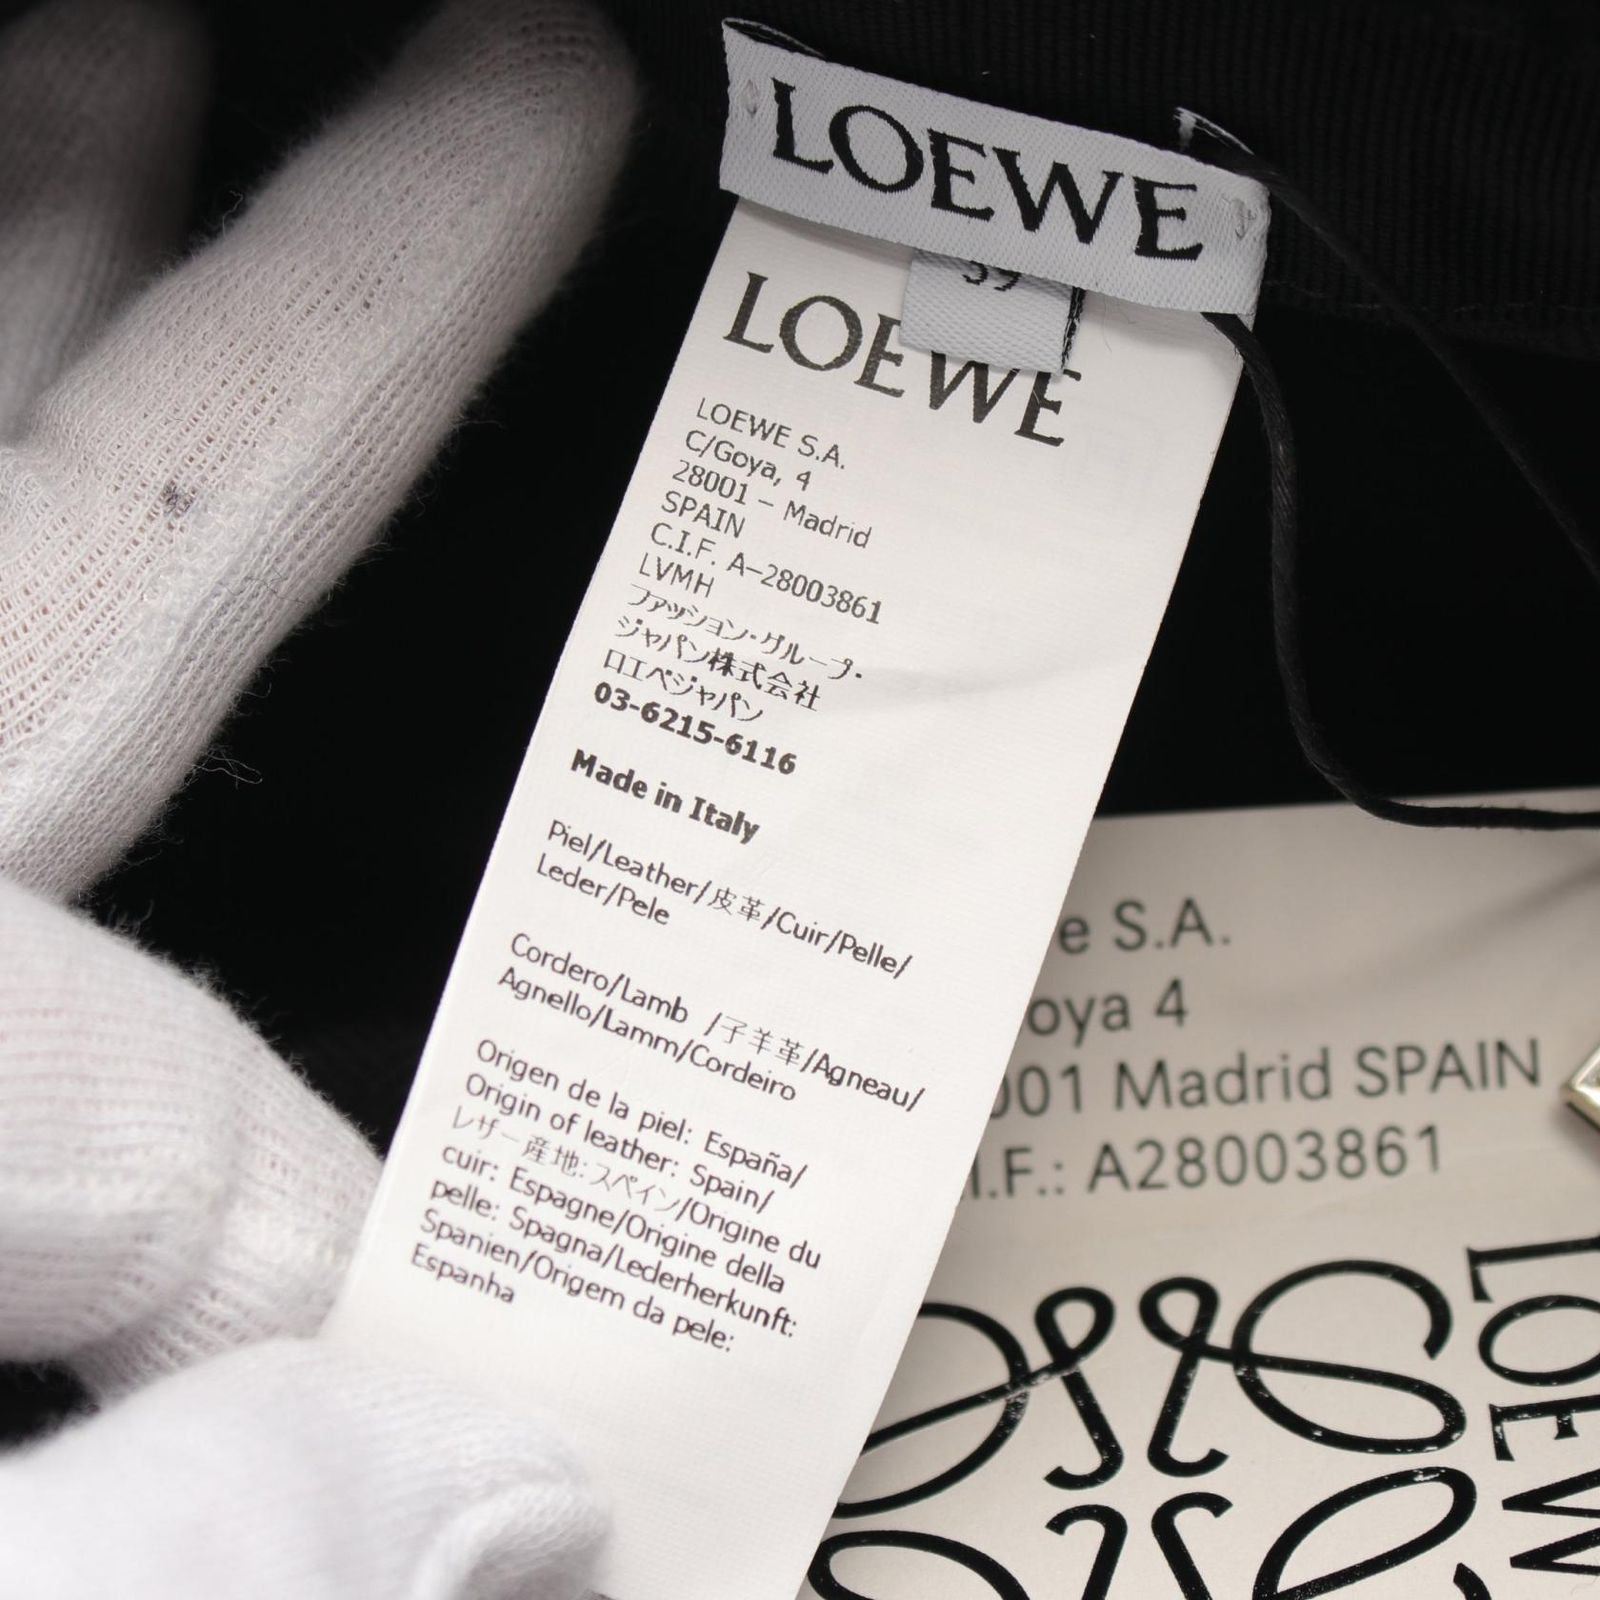 LOEWE
LOEWE
LOEWE S.A.
C/Goya, 4
28001 - Madrid
SPAIN
C.I.F. A-28003861
LVMH
ファッション・グループ・
ジャパン株式会社
ロエベジャパン
03-6215-6116
Made in Italy
Piel/Leather/皮革/Cuir/Pelle/
Leder/Pele
Cordero/Lamb /子羊革/Agneau/
Agnello/Lamm/Cordeiro
Origen de la piel: España/
Origin of leather: Spain/
レザー産地:スペイン/Origine du
cuir: Espagne/Origine della
pelle: Spagna/Lederherkunft:
Spanien/Origem da pele:
Espanha
e S.A.
oya 4
001 Madrid SPAIN
.I.F.: A28003861
LOEW